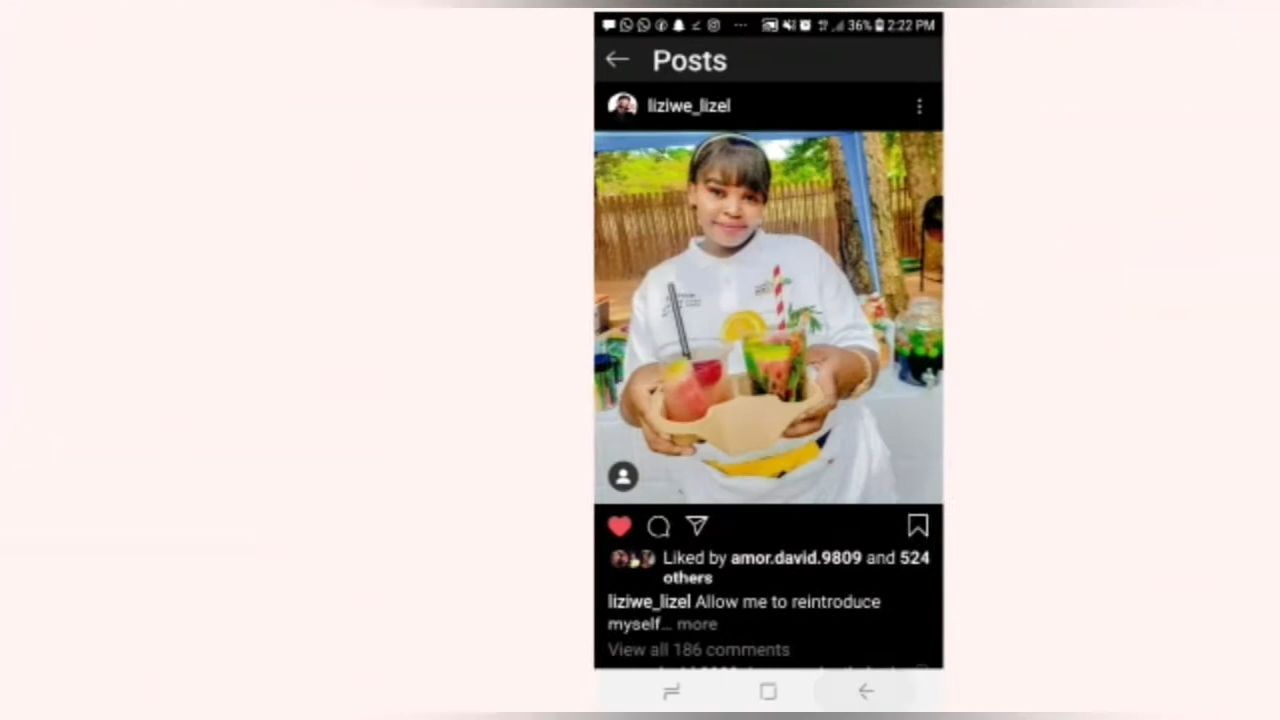 36% 2:22 PM
Posts
liziwe_lizel
Liked by amor.david.9809 and 524
others
liziwe_lizel Allow me to reintroduce
myself... more
View all 186 comments